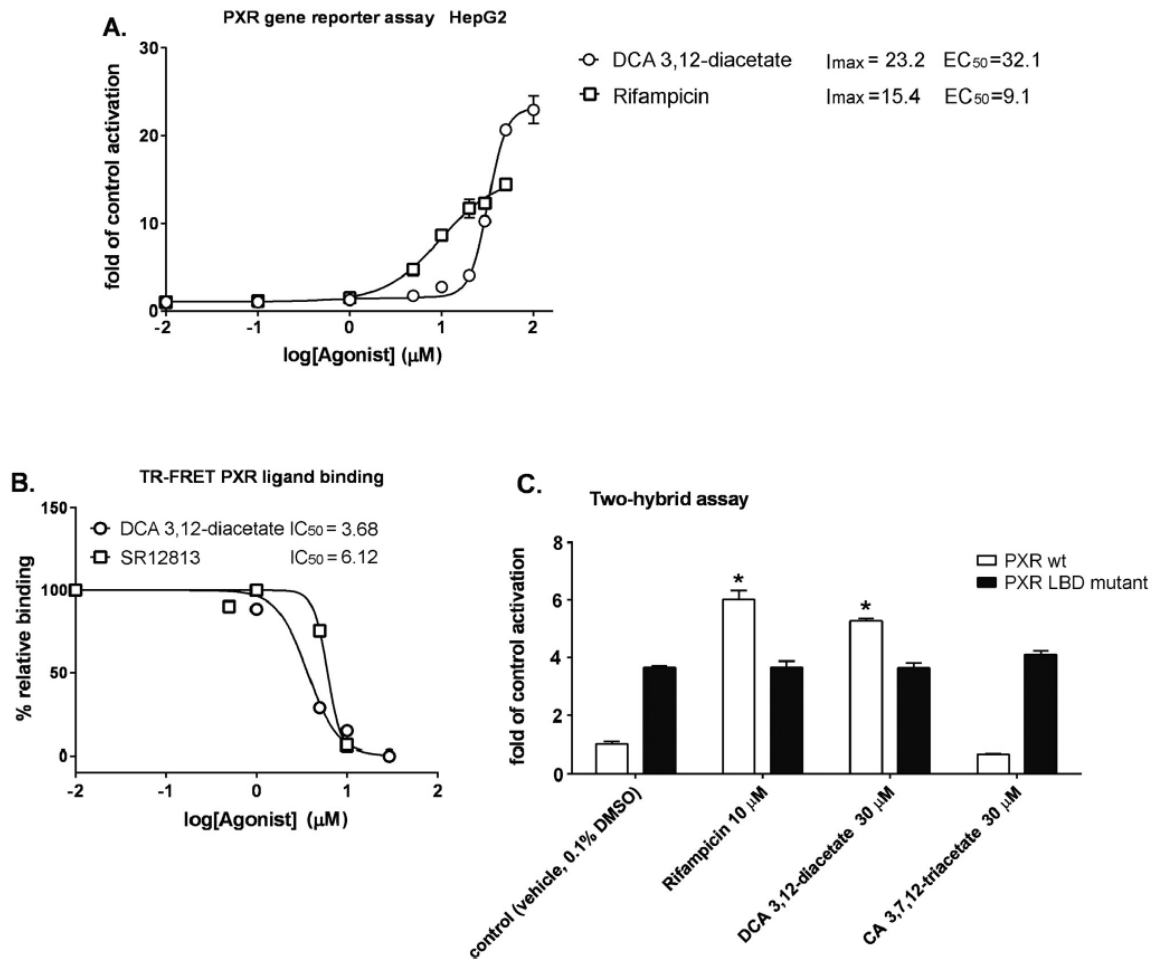 A.
PXR gene reporter assay HepG2
DCA 3,12-diacetate Imax = 23.2 EC50=32.1
Rifampicin Imax=15.4 EC50=9.1
fold of control activation
30
20
10
0
-2 -1 0 1 2
log[Agonist] (μM)
B.
TR-FRET PXR ligand binding
DCA 3,12-diacetate IC50 = 3.68
SR12813 IC50 = 6.12
% relative binding
150
100
50
0
-2 -1 0 1 2
log[Agonist] (μM)
C.
Two-hybrid assay
PXR wt
PXR LBD mutant
fold of control activation
8
6
4
2
0
* *
control (vehicle, 0.1% DMSO)
Rifampicin 10 μM
DCA 3,12-diacetate 30 μM
CA 3,7,12-triacetate 30 μM